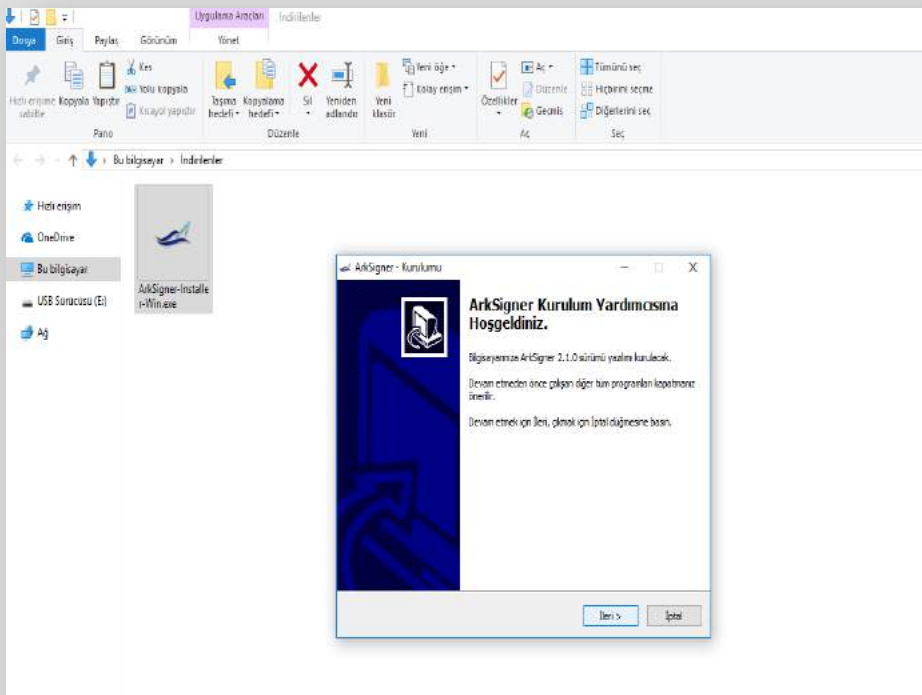 Uygulama Araçları
İndirilenler
Dosya
Giriş
Paylaş
Görünüm
Yönet
Hızlı erişime sabitle
Kopyala
Yapıştır
Kes
Yolu kopyala
Kısayol yapıştır
Pano
Taşıma hedefi
Kopyalama hedefi
Sil
Yeniden adlandır
Düzenle
Yeni klasör
Yeni öğe
Kolay erişim
Yeni
Özellikler
Aç
Düzenle
Geçmiş
Aç
Tümünü seç
Hiçbirini seçme
Diğerlerini seç
Seç
Bu bilgisayar > İndirilenler
Hızlı erişim
OneDrive
Bu bilgisayar
USB Sürücüsü (E:)
Ağ
ArkSigner-Installe
r-Win.exe
ArkSigner - Kurulumu
ArkSigner Kurulum Yardımcısına
Hoşgeldiniz.
Bilgisayarınıza ArkSigner 2.1.0 sürümü yazılımı kurulacak.
Devam etmeden önce çalışan diğer tüm programları kapatmanız
önerilir.
Devam etmek için İleri, çıkmak için İptal düğmesine basın.
İleri >
İptal